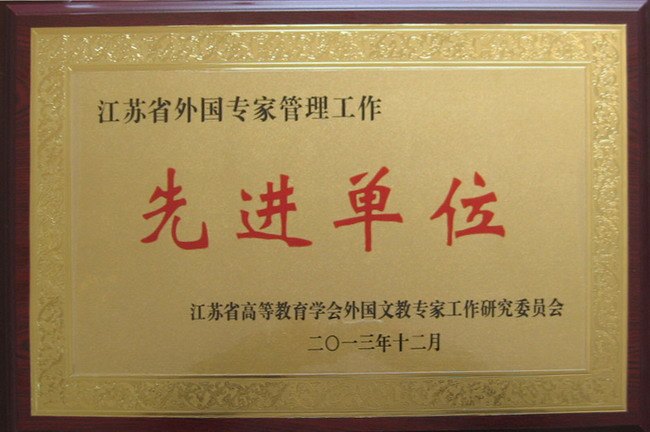 江苏省外国专家管理工作
先进单位
江苏省高等教育学会外国文教专家工作研究委员会
二〇一三年十二月